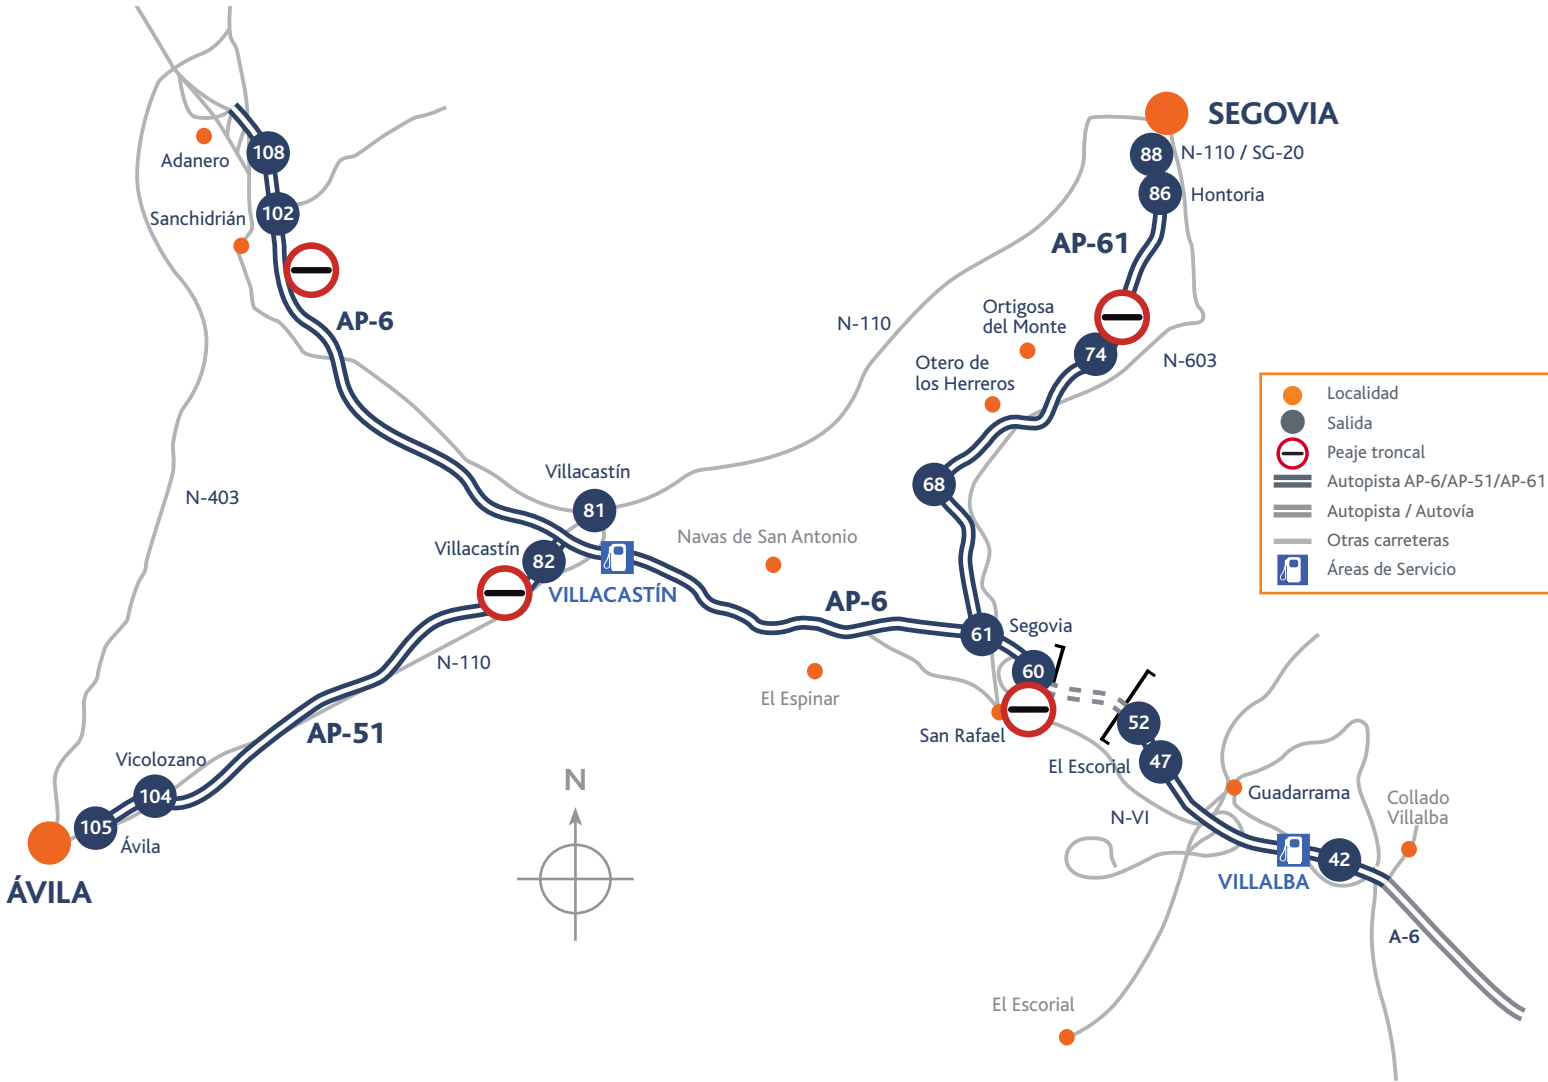 SEGOVIA
88
N-110 / SG-20
86
Hontoria
AP-61
Adanero
108
Sanchidrián
102
AP-6
Ortigosa
del Monte
N-110
74
N-603
Otero de
los Herreros
Localidad
Salida
Peaje troncal
Autopista AP-6/AP-51/AP-61
Autopista / Autovía
Otras carreteras
Áreas de Servicio
68
Villacastín
81
N-403
Villacastín
82
VILLACASTÍN
Navas de San Antonio
AP-6
61
Segovia
60
N-110
El Espinar
San Rafael
52
47
El Escorial
AP-51
Vicolozano
104
105
Ávila
ÁVILA
N
N-VI
Guadarrama
Collado
Villalba
42
VILLALBA
A-6
El Escorial